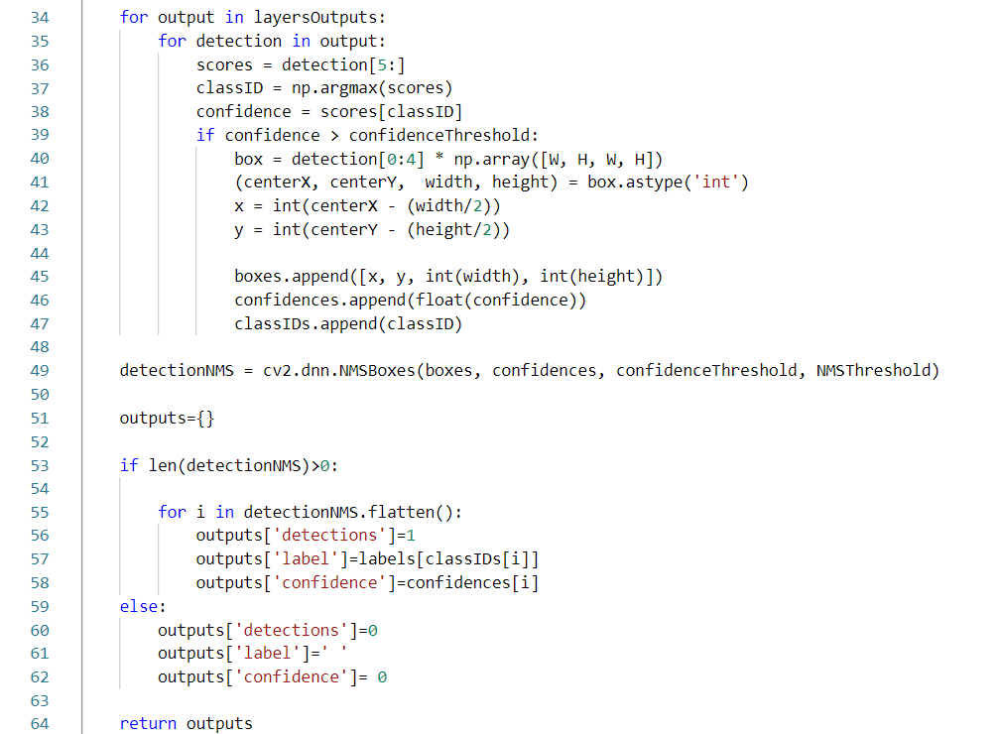 34 for output in layersOutputs:
35 for detection in output:
36 scores = detection[5:]
37 classID = np.argmax(scores)
38 confidence = scores[classID]
39 if confidence > confidenceThreshold:
40 box = detection[0:4] * np.array([W, H, W, H])
41 (centerX, centerY,  width, height) = box.astype('int')
42 x = int(centerX - (width/2))
43 y = int(centerY - (height/2))
44
45 boxes.append([x, y, int(width), int(height)])
46 confidences.append(float(confidence))
47 classIDs.append(classID)
48
49 detectionNMS = cv2.dnn.NMSBoxes(boxes, confidences, confidenceThreshold, NMSThreshold)
50
51 outputs={}
52
53 if len(detectionNMS)>0:
54
55 for i in detectionNMS.flatten():
56 outputs['detections']=1
57 outputs['label']=labels[classIDs[i]]
58 outputs['confidence']=confidences[i]
59 else:
60 outputs['detections']=0
61 outputs['label']=' '
62 outputs['confidence']= 0
63
64 return outputs